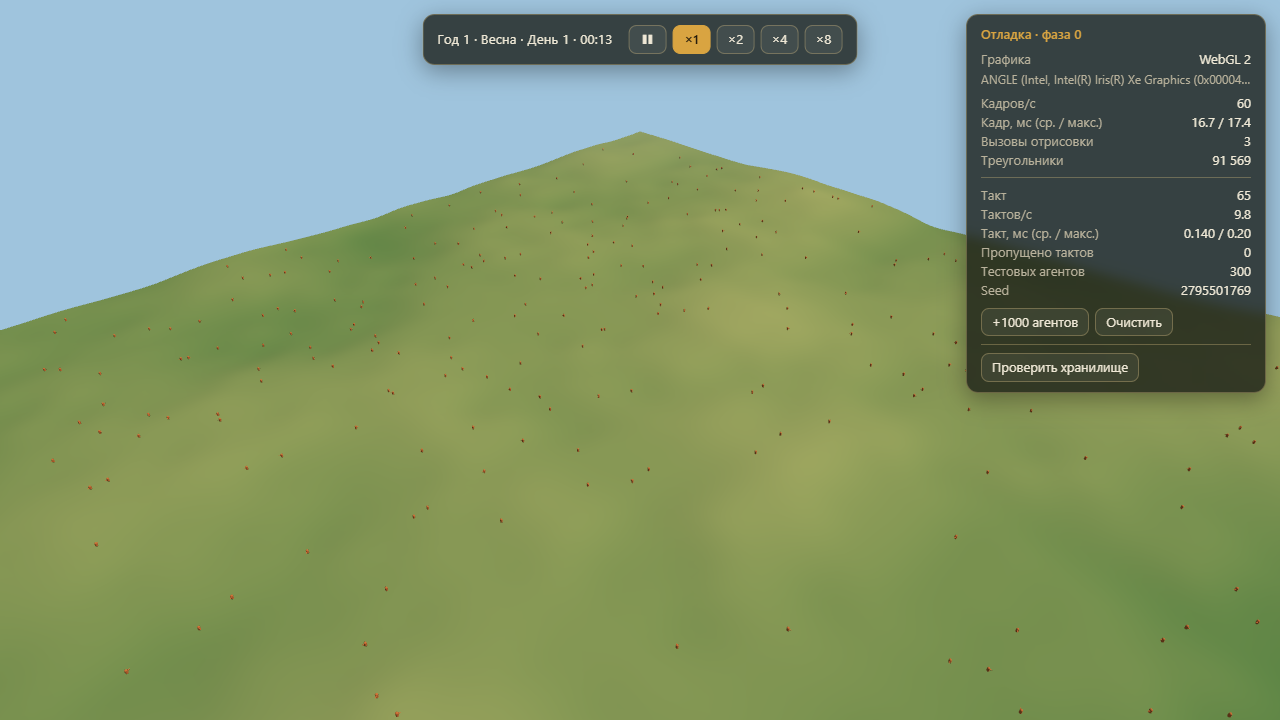 Год 1 · Весна · День 1 · 00:13
×1
×2
×4
×8
Отладка · фаза 0
Графика WebGL 2
ANGLE (Intel, Intel(R) Iris(R) Xe Graphics (0x00004...
Кадров/с 60
Кадр, мс (ср. / макс.) 16.7 / 17.4
Вызовы отрисовки 3
Треугольники 91 569
Такт 65
Тактов/с 9.8
Такт, мс (ср. / макс.) 0.140 / 0.20
Пропущено тактов 0
Тестовых агентов 300
Seed 2795501769
+1000 агентов Очистить
Проверить хранилище